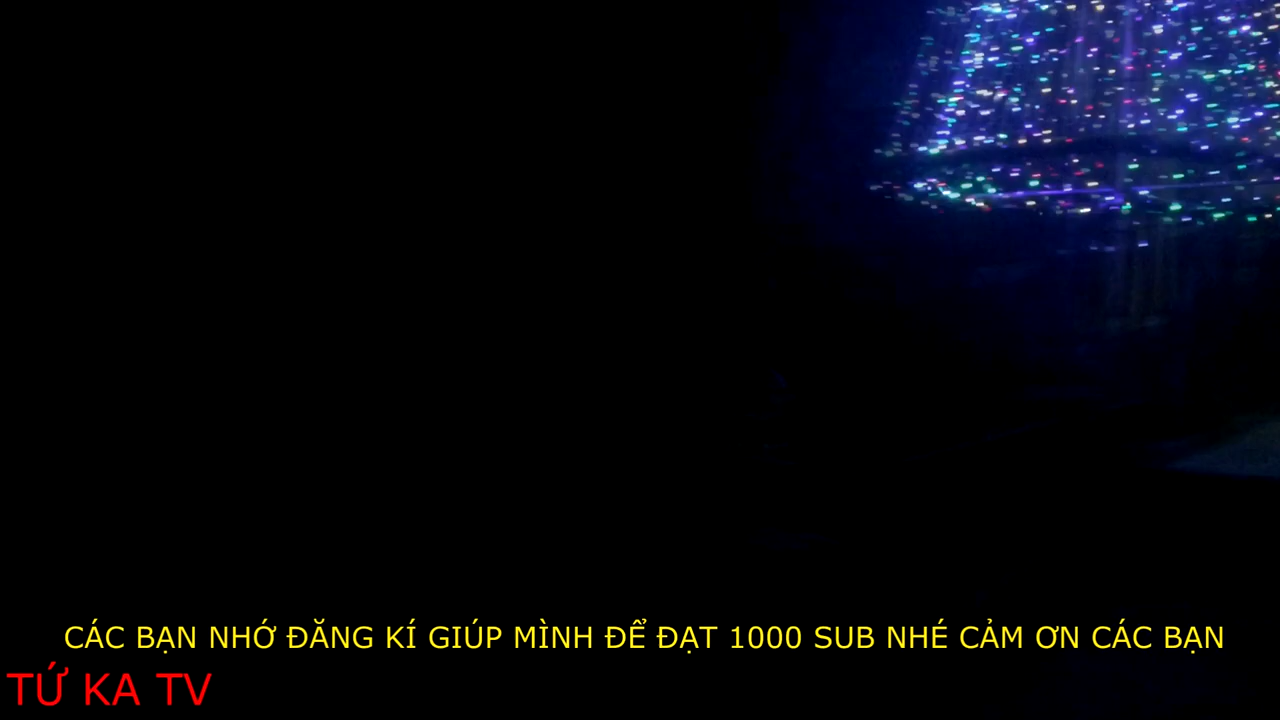 CÁC BẠN NHỚ ĐĂNG KÍ GIÚP MÌNH ĐỂ ĐẠT 1000 SUB NHÉ CẢM ƠN CÁC BẠN
TỨ KA TV